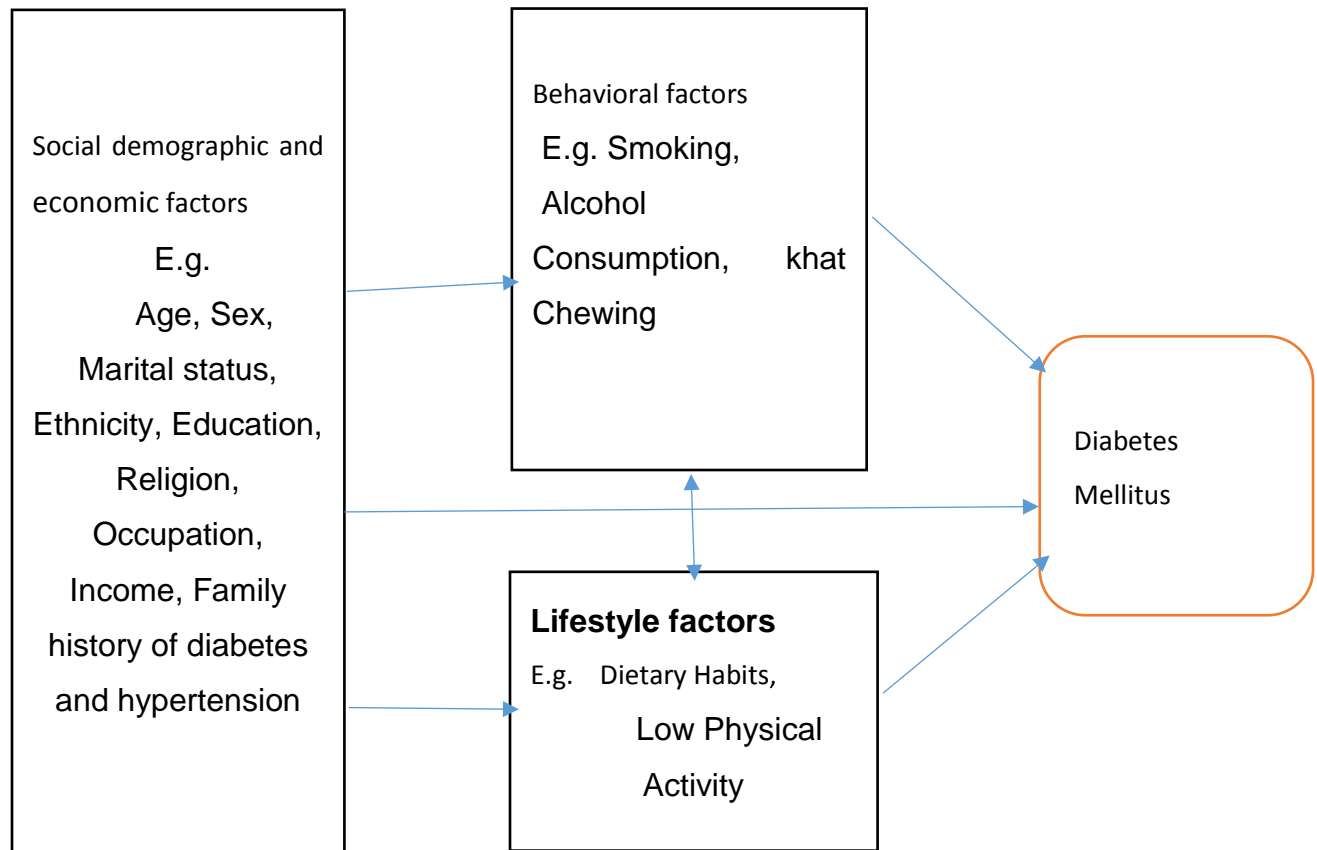 Social demographic and
economic factors
E.g.
Age, Sex,
Marital status,
Ethnicity, Education,
Religion,
Occupation,
Income, Family
history of diabetes
and hypertension
Behavioral factors
E.g. Smoking,
Alcohol
Consumption, khat
Chewing
Lifestyle factors
E.g. Dietary Habits,
Low Physical
Activity
Diabetes
Mellitus